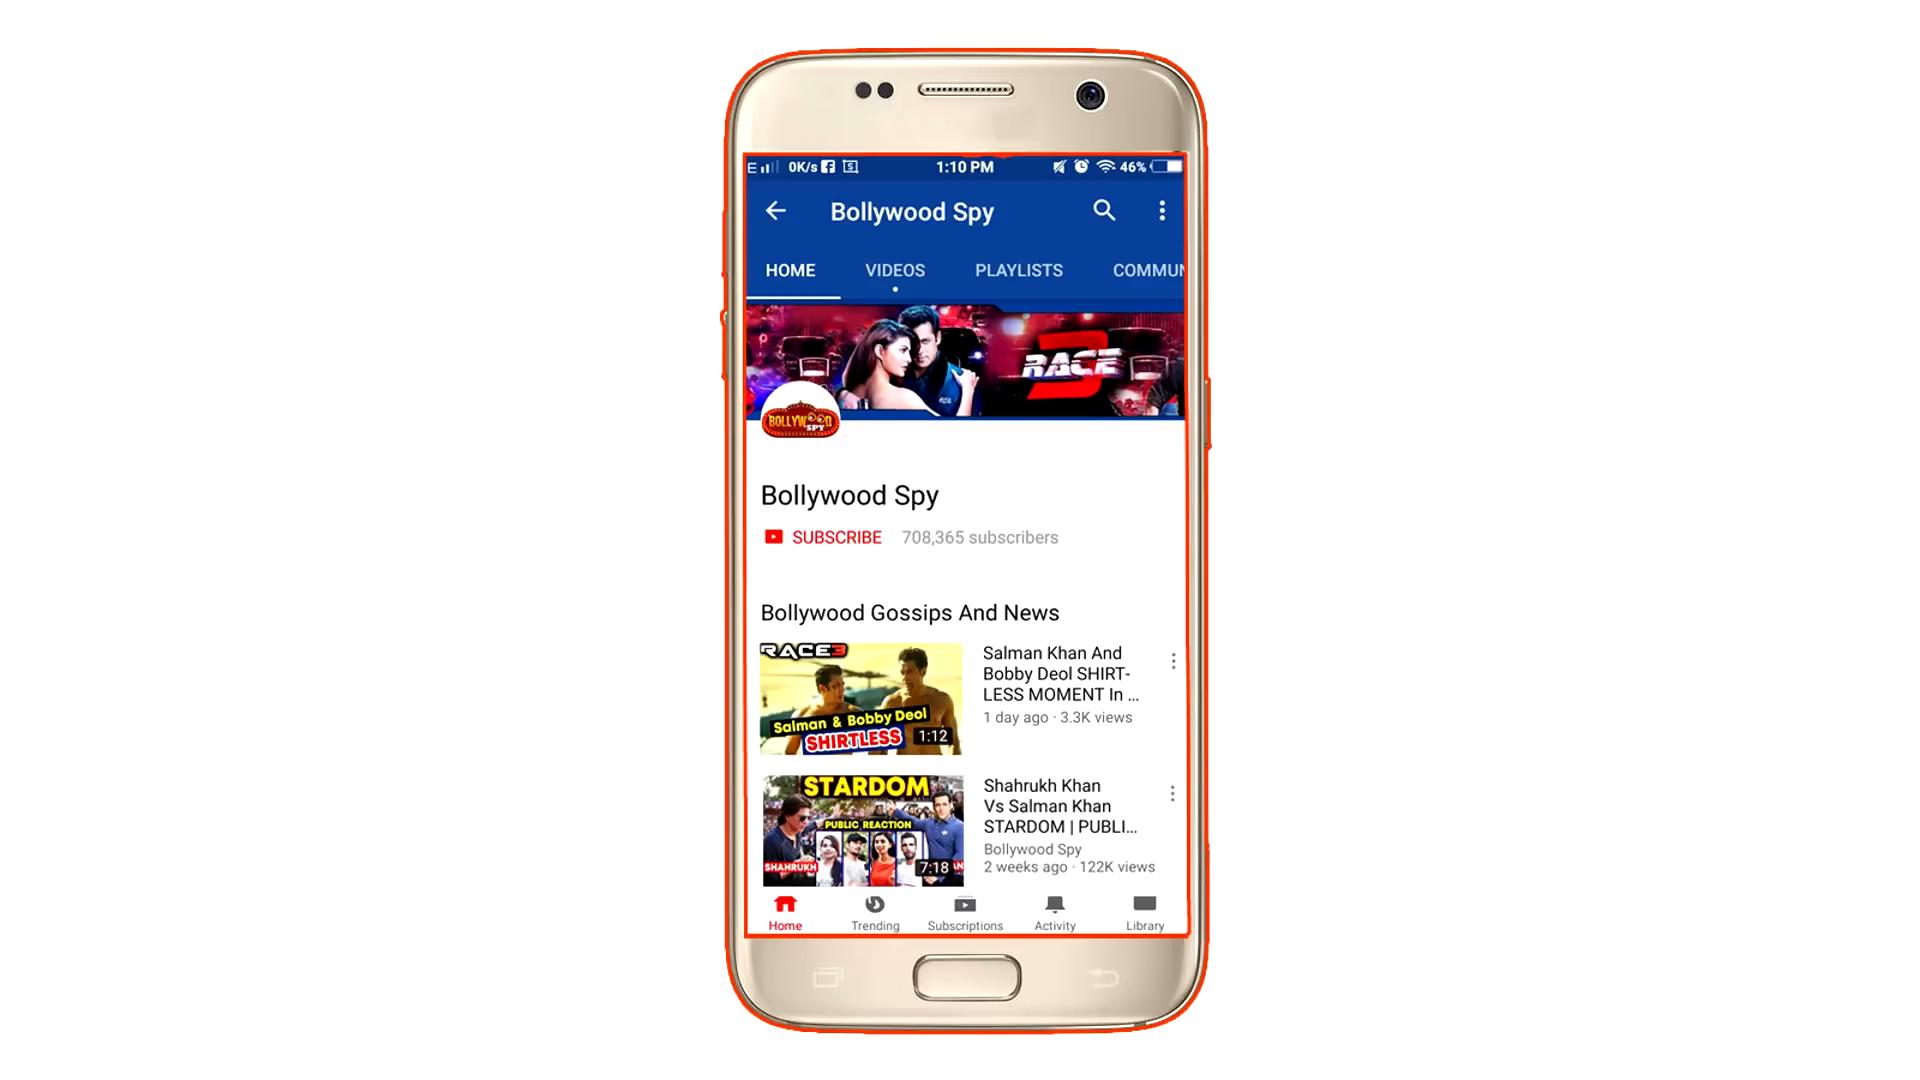 0K/s 1:10 PM 46%
Bollywood Spy
HOME VIDEOS PLAYLISTS COMMUN
RACE 3
BOLLYWOOD
SPY
Bollywood Spy
SUBSCRIBE 708,365 subscribers
Bollywood Gossips And News
RACE3
Salman & Bobby Deol
SHIRTLESS
1:12
Salman Khan And
Bobby Deol SHIRT-
LESS MOMENT In ...
1 day ago · 3.3K views
STARDOM
PUBLIC REACTION
SHAHRUKH
7:18
Shahrukh Khan
Vs Salman Khan
STARDOM | PUBLI...
Bollywood Spy
2 weeks ago · 122K views
Home Trending Subscriptions Activity Library